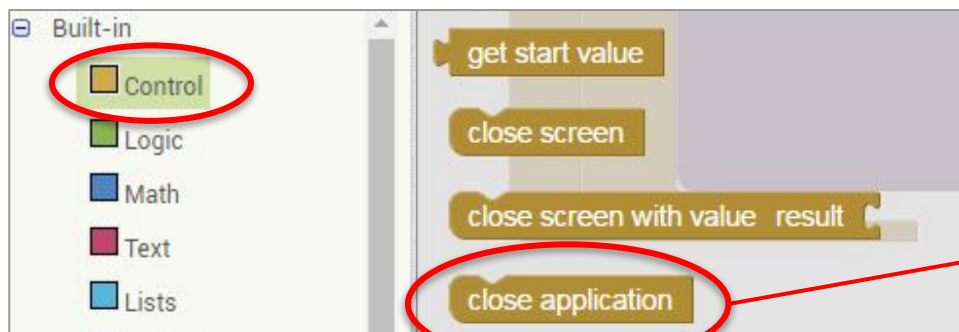 Built-in
Control
Logic
Math
Text
Lists
get start value
close screen
close screen with value result
close application